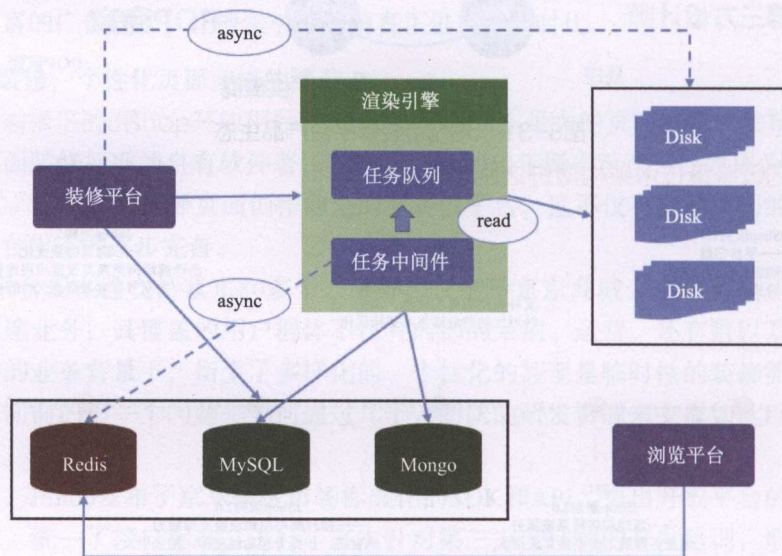 async
渲染引擎
Disk
任务队列
装修平台
Disk
read
任务中间件
Disk
async
Redis
MySQL
Mongo
浏览平台